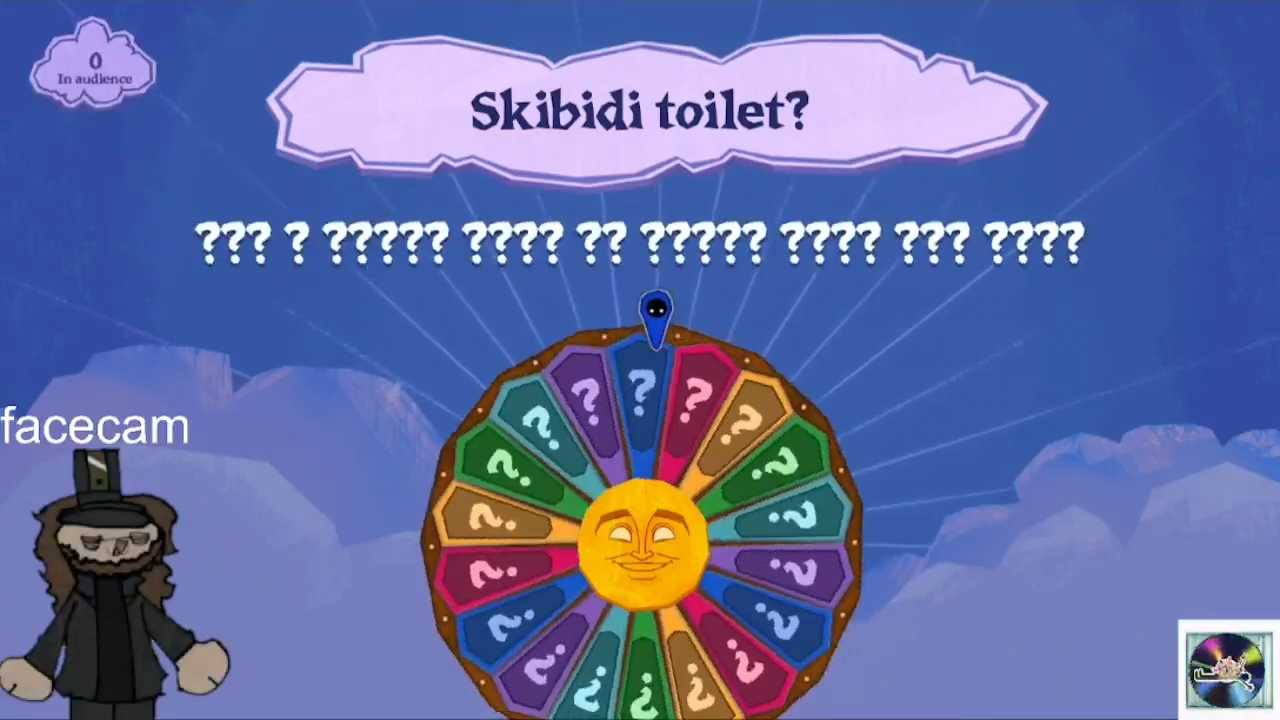 0
In audience
Skibidi toilet?
??? ? ????? ???? ?? ????? ???? ??? ????
facecam
? ? ? ? ? ? ? ? ? ? ? ? ? ? ? ? ? ?